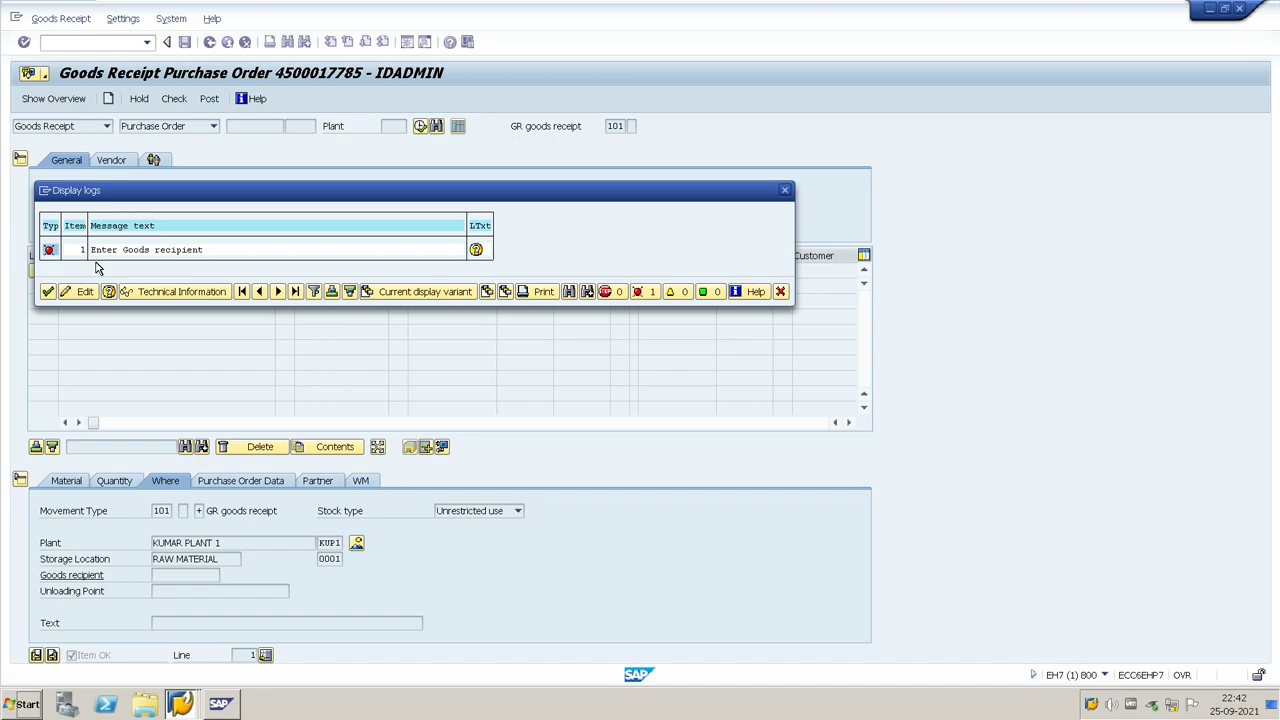 Goods Receipt Settings System Help
Goods Receipt Purchase Order 4500017785 - IDADMIN
Show Overview Hold Check Post Help
Goods Receipt Purchase Order Plant GR goods receipt 101
General Vendor
Display logs
Typ Item Message text LTxt
1 Enter Goods recipient
Customer
Edit Technical Information Current display variant Print 0 1 0 0 Help
Delete Contents
Material Quantity Where Purchase Order Data Partner WM
Movement Type 101 + GR goods receipt Stock type Unrestricted use
Plant KUMAR PLANT 1 KUP1
Storage Location RAW MATERIAL 0001
Goods recipient
Unloading Point
Text
Item OK Line 1
SAP EH7 (1) 800 ECC6EHP7 OVR
Start SAP 22:42
25-09-2021